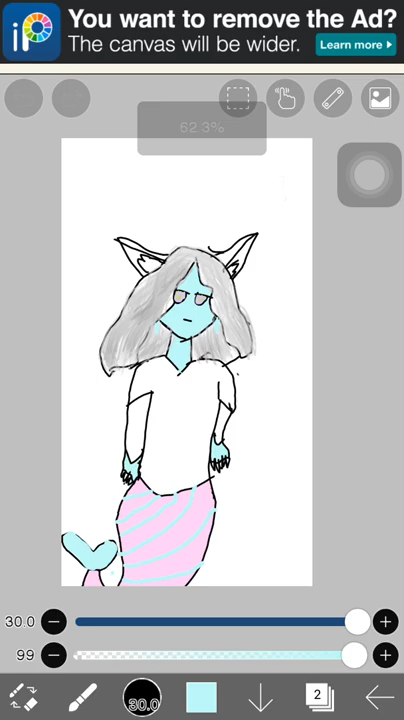 You want to remove the Ad?
iP The canvas will be wider. Learn more
62.3%
30.0
99
30.0 2